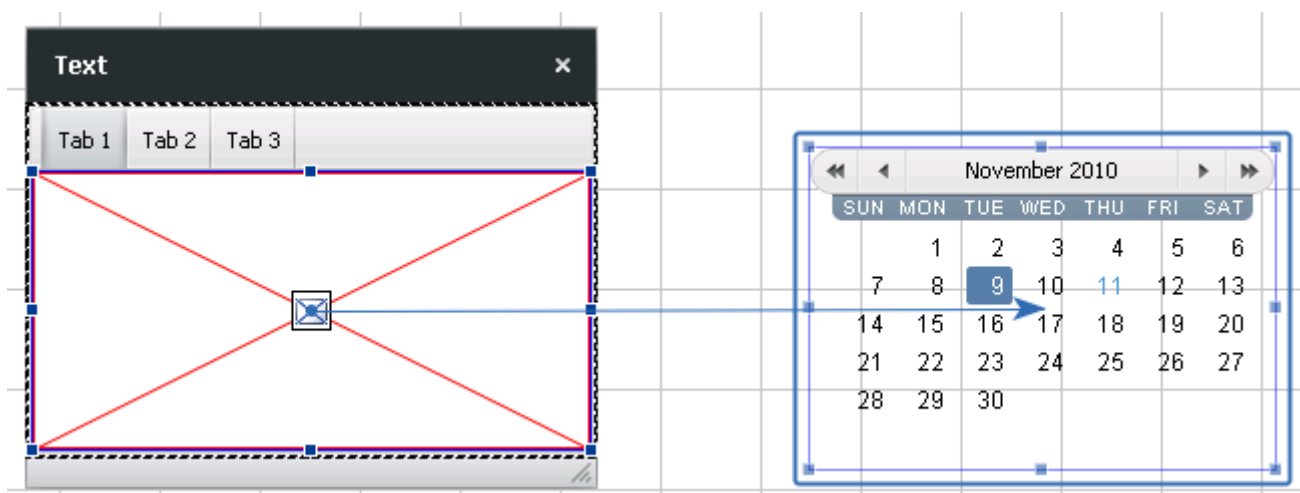 Text ×
Tab 1 Tab 2 Tab 3
November 2010
SUN MON TUE WED THU FRI SAT
1 2 3 4 5 6
7 8 9 10 11 12 13
14 15 16 17 18 19 20
21 22 23 24 25 26 27
28 29 30